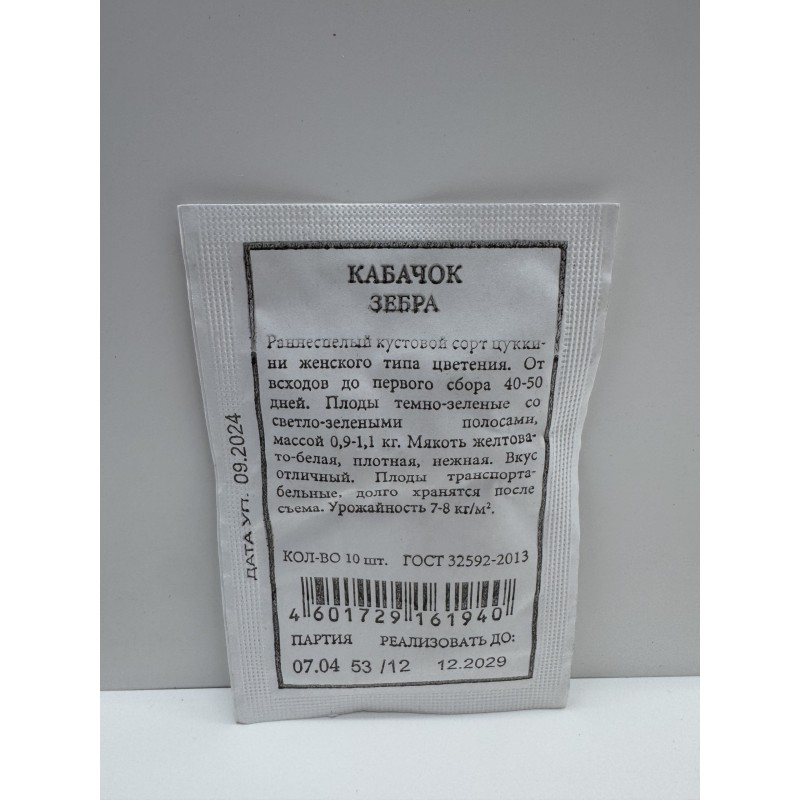 КАБАЧОК
ЗЕБРА
Раннеспелый кустовой сорт цукки-
ни женского типа цветения. От
всходов до первого сбора 40-50
дней. Плоды темно-зеленые со
светло-зелеными полосами,
массой 0,9-1,1 кг. Мякоть желтова-
то-белая, плотная, нежная. Вкус
отличный. Плоды транспорта-
бельные, долго хранятся после
съема. Урожайность 7-8 кг/м².
КОЛ-ВО 10 шт. ГОСТ 32592-2013
4 601729 161940
ПАРТИЯ РЕАЛИЗОВАТЬ ДО:
07.04 53 /12 12.2029
ДАТА УП. 09.2024